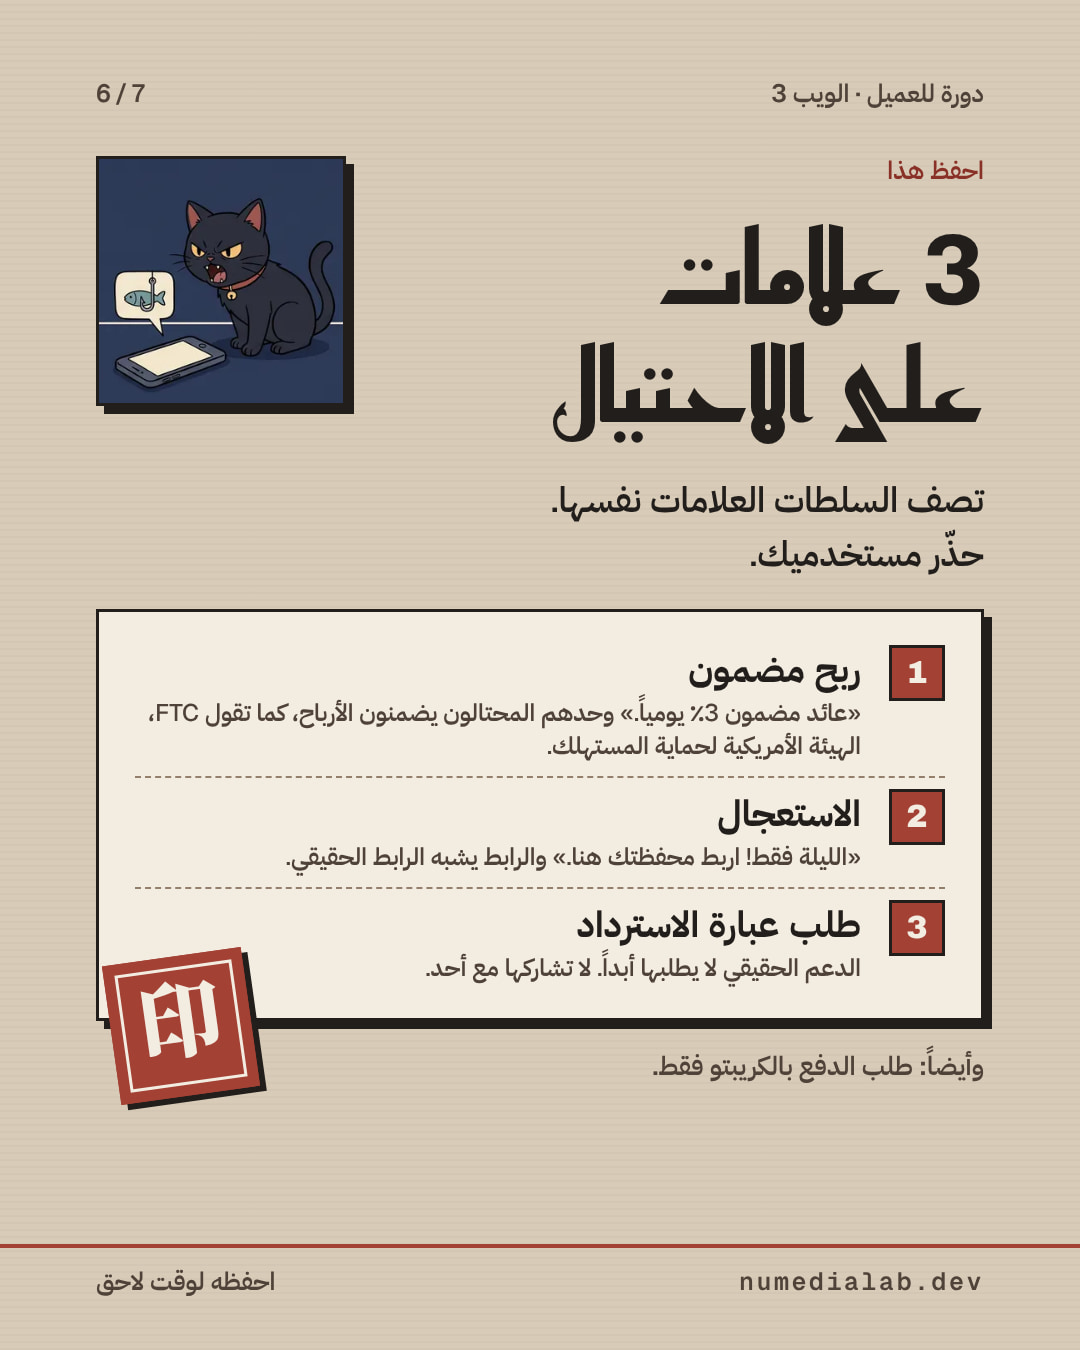 دورة للعميل · الويب 3
6 / 7
احفظ هذا
3 علامات
على الاحتيال
تصف السلطات العلامات نفسها.
حذّر مستخدميك.
1
ربح مضمون
«عائد مضمون 3٪ يومياً.» وحدهم المحتالون يضمنون الأرباح، كما تقول FTC،
الهيئة الأمريكية لحماية المستهلك.
2
الاستعجال
«الليلة فقط! اربط محفظتك هنا.» والرابط يشبه الرابط الحقيقي.
3
طلب عبارة الاسترداد
الدعم الحقيقي لا يطلبها أبداً. لا تشاركها مع أحد.
印
وأيضاً: طلب الدفع بالكريبتو فقط.
numedialab.dev
احفظه لوقت لاحق